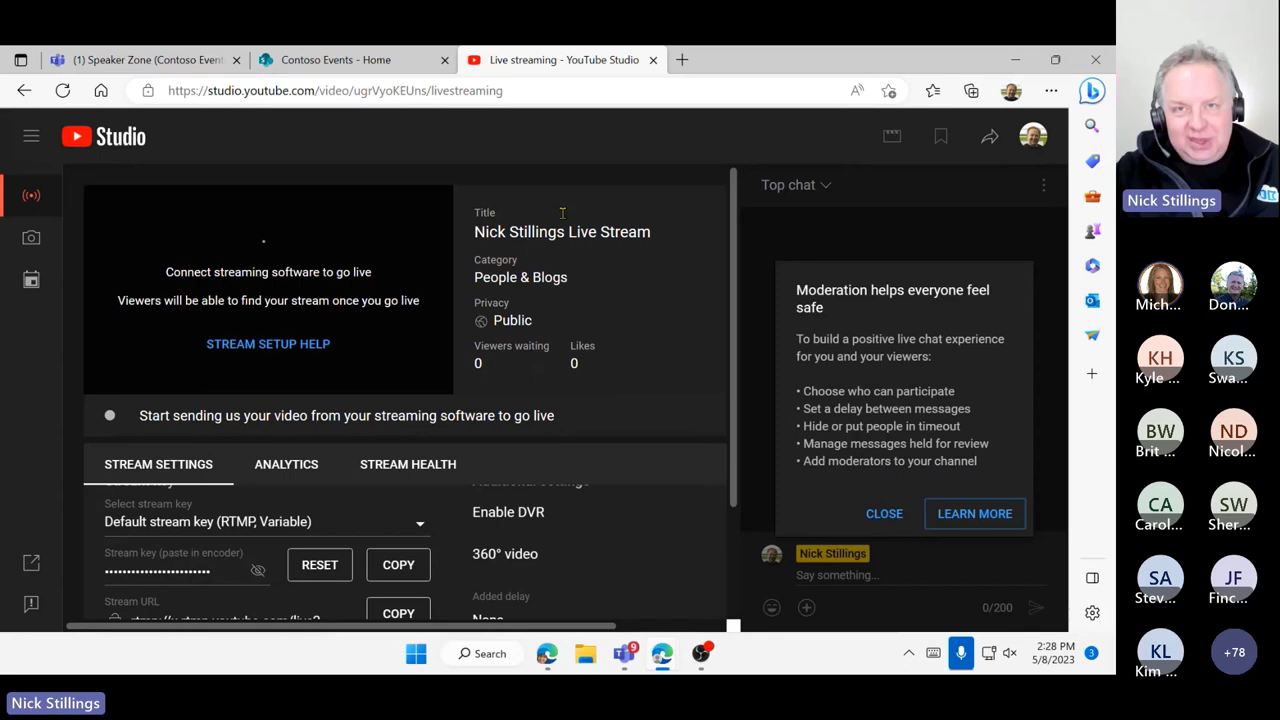 (1) Speaker Zone (Contoso Even
Contoso Events - Home
Live streaming - YouTube Studio
https://studio.youtube.com/video/ugrVyoKEUns/livestreaming
Studio
Top chat
Title
Nick Stillings Live Stream
Category
People & Blogs
Privacy
Public
Viewers waiting
Likes
0
0
Connect streaming software to go live
Viewers will be able to find your stream once you go live
STREAM SETUP HELP
Start sending us your video from your streaming software to go live
STREAM SETTINGS
ANALYTICS
STREAM HEALTH
Additional settings
Select stream key
Default stream key (RTMP, Variable)
Enable DVR
Stream key (paste in encoder)
RESET
COPY
360° video
Stream URL
COPY
Added delay
None
Moderation helps everyone feel
safe
To build a positive live chat experience
for you and your viewers:
• Choose who can participate
• Set a delay between messages
• Hide or put people in timeout
• Manage messages held for review
• Add moderators to your channel
CLOSE
LEARN MORE
Nick Stillings
Say something...
0/200
Search
9
2:28 PM
5/8/2023
3
Nick Stillings
Nick Stillings
Mich...
Don...
KH
Kyle ...
KS
Swa...
BW
Brit ...
ND
Nicol...
CA
Carol...
SW
Sher...
SA
Stev...
JF
Finc...
KL
Kim ...
+78